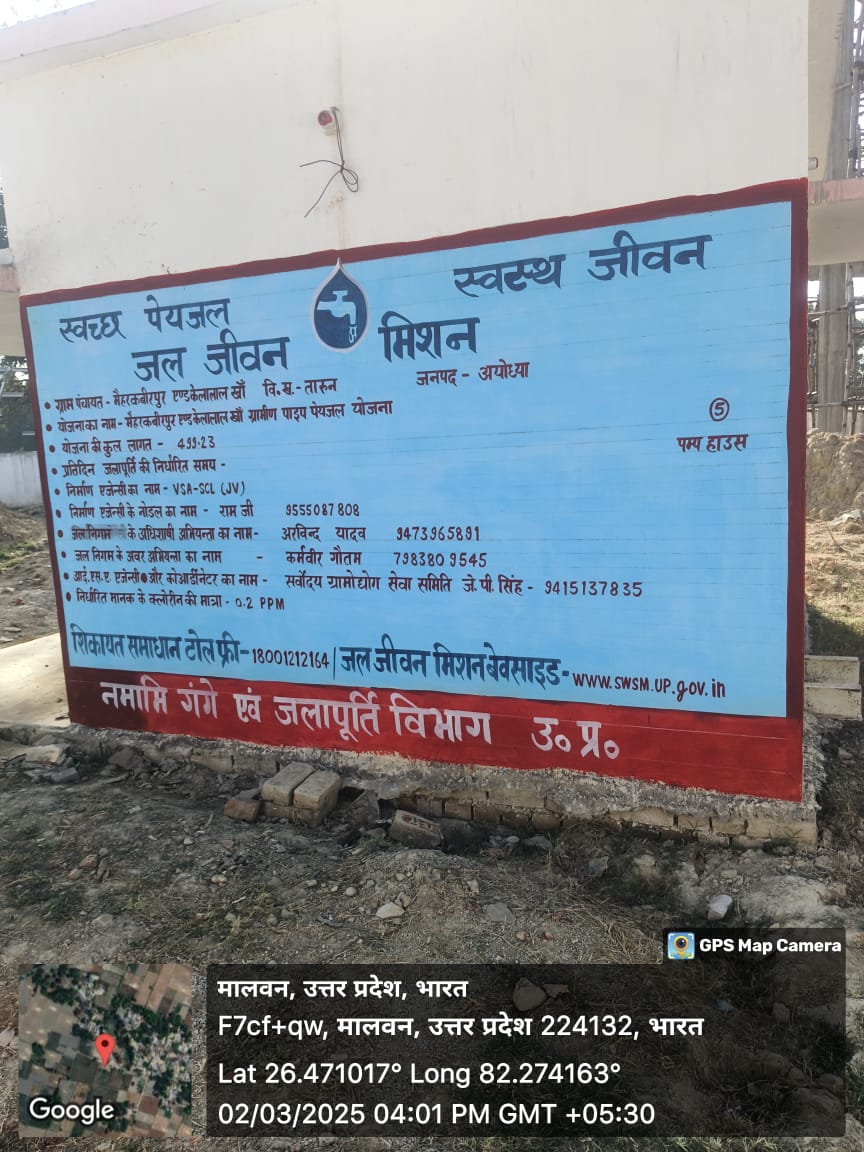 स्वच्छ पेयजल स्वस्थ जीवन
जल जीवन मिशन
जनपद - अयोध्या
• ग्राम पंचायत - मैहरकबीरपुर एण्डकेलालाल खाँ वि.ख.- तारुन
• योजना का नाम - मैहरकबीरपुर एण्डकेलालाल खाँ ग्रामीण पाइप पेयजल योजना
• योजना की कुल लागत - 499.23
• प्रतिदिन जलापूर्ति की निर्धारित समय -
• निर्माण एजेन्सी का नाम - VSA-SCL (JV)
• निर्माण एजेन्सी के नोडल का नाम - राम जी 9555087808
• जल निगम के अधिशाषी अभियन्ता का नाम- अरविन्द यादव 9473965891
• जल निगम के अवर अभियन्ता का नाम - कर्मवीर गौतम 7983809545
• आई.एस.ए. एजेन्सी और कोआर्डीनेटर का नाम - सर्वोदय ग्रामोद्योग सेवा समिति जे.पी.सिंह - 9415137835
• निर्धारित मानक के क्लोरीन की मात्रा - 0.2 PPM
5
पम्प हाउस
शिकायत समाधान टोल फ्री-18001212164 | जल जीवन मिशन बेवसाइड-www.swsm.up.gov.in
नमामि गंगे एवं जलापूर्ति विभाग उ० प्र०
GPS Map Camera
मालवन, उत्तर प्रदेश, भारत
F7cf+qw, मालवन, उत्तर प्रदेश 224132, भारत
Lat 26.471017° Long 82.274163°
02/03/2025 04:01 PM GMT +05:30
Google